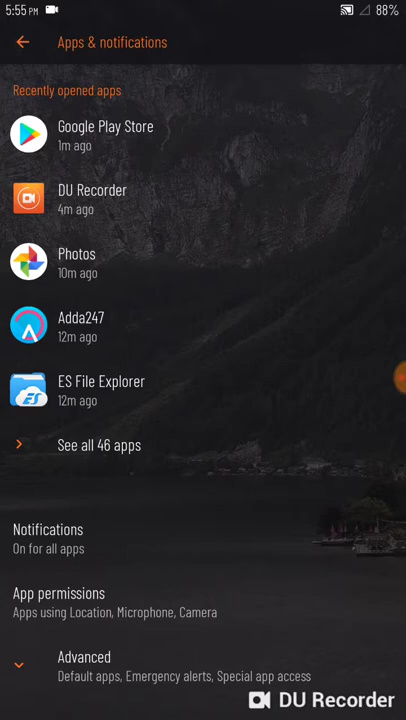 5:55 PM 88%
Apps & notifications
Recently opened apps
Google Play Store
1m ago
DU Recorder
4m ago
Photos
10m ago
Adda247
12m ago
ES File Explorer
12m ago
See all 46 apps
Notifications
On for all apps
App permissions
Apps using Location, Microphone, Camera
Advanced
Default apps, Emergency alerts, Special app access
DU Recorder